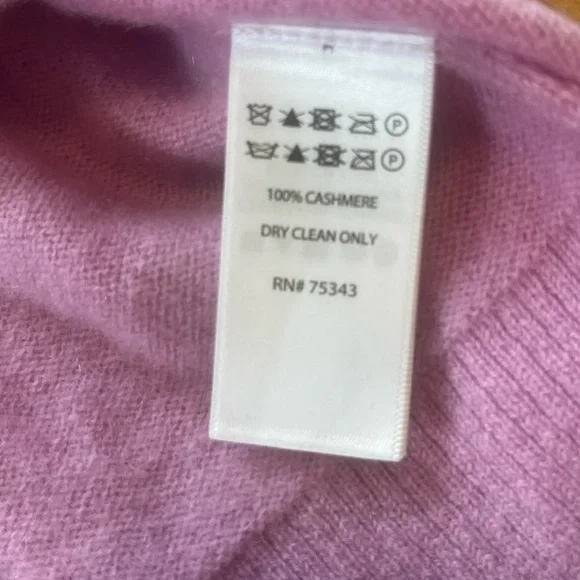 P
P
100% CASHMERE
DRY CLEAN ONLY
RN# 75343